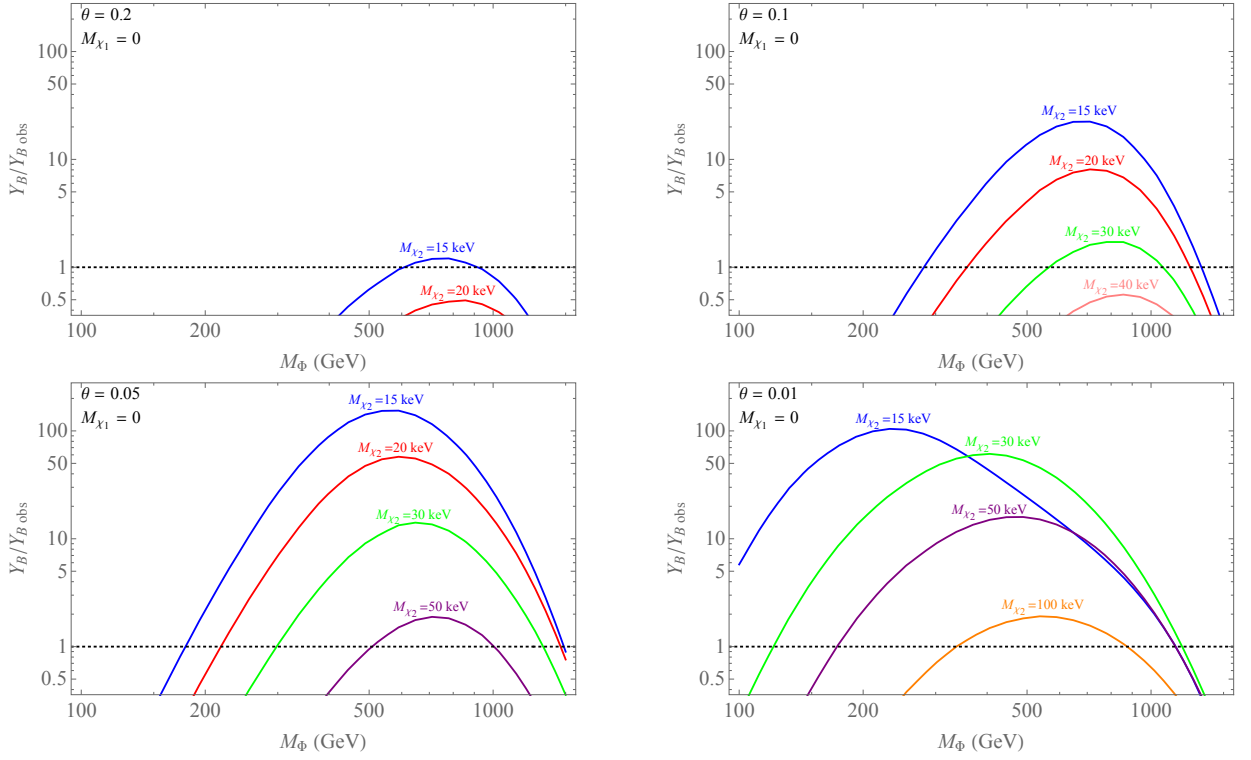 θ = 0.2
M_χ₁ = 0
100
50
10
5
1
0.5
Y_B/Y_B obs
M_χ₂=15 keV
M_χ₂=20 keV
100 200 500 1000
M_Φ (GeV)
θ = 0.1
M_χ₁ = 0
100
50
10
5
1
0.5
Y_B/Y_B obs
M_χ₂=15 keV
M_χ₂=20 keV
M_χ₂=30 keV
M_χ₂=40 keV
100 200 500 1000
M_Φ (GeV)
θ = 0.05
M_χ₁ = 0
100
50
10
5
1
0.5
Y_B/Y_B obs
M_χ₂=15 keV
M_χ₂=20 keV
M_χ₂=30 keV
M_χ₂=50 keV
100 200 500 1000
M_Φ (GeV)
θ = 0.01
M_χ₁ = 0
100
50
10
5
1
0.5
Y_B/Y_B obs
M_χ₂=15 keV
M_χ₂=30 keV
M_χ₂=50 keV
M_χ₂=100 keV
100 200 500 1000
M_Φ (GeV)